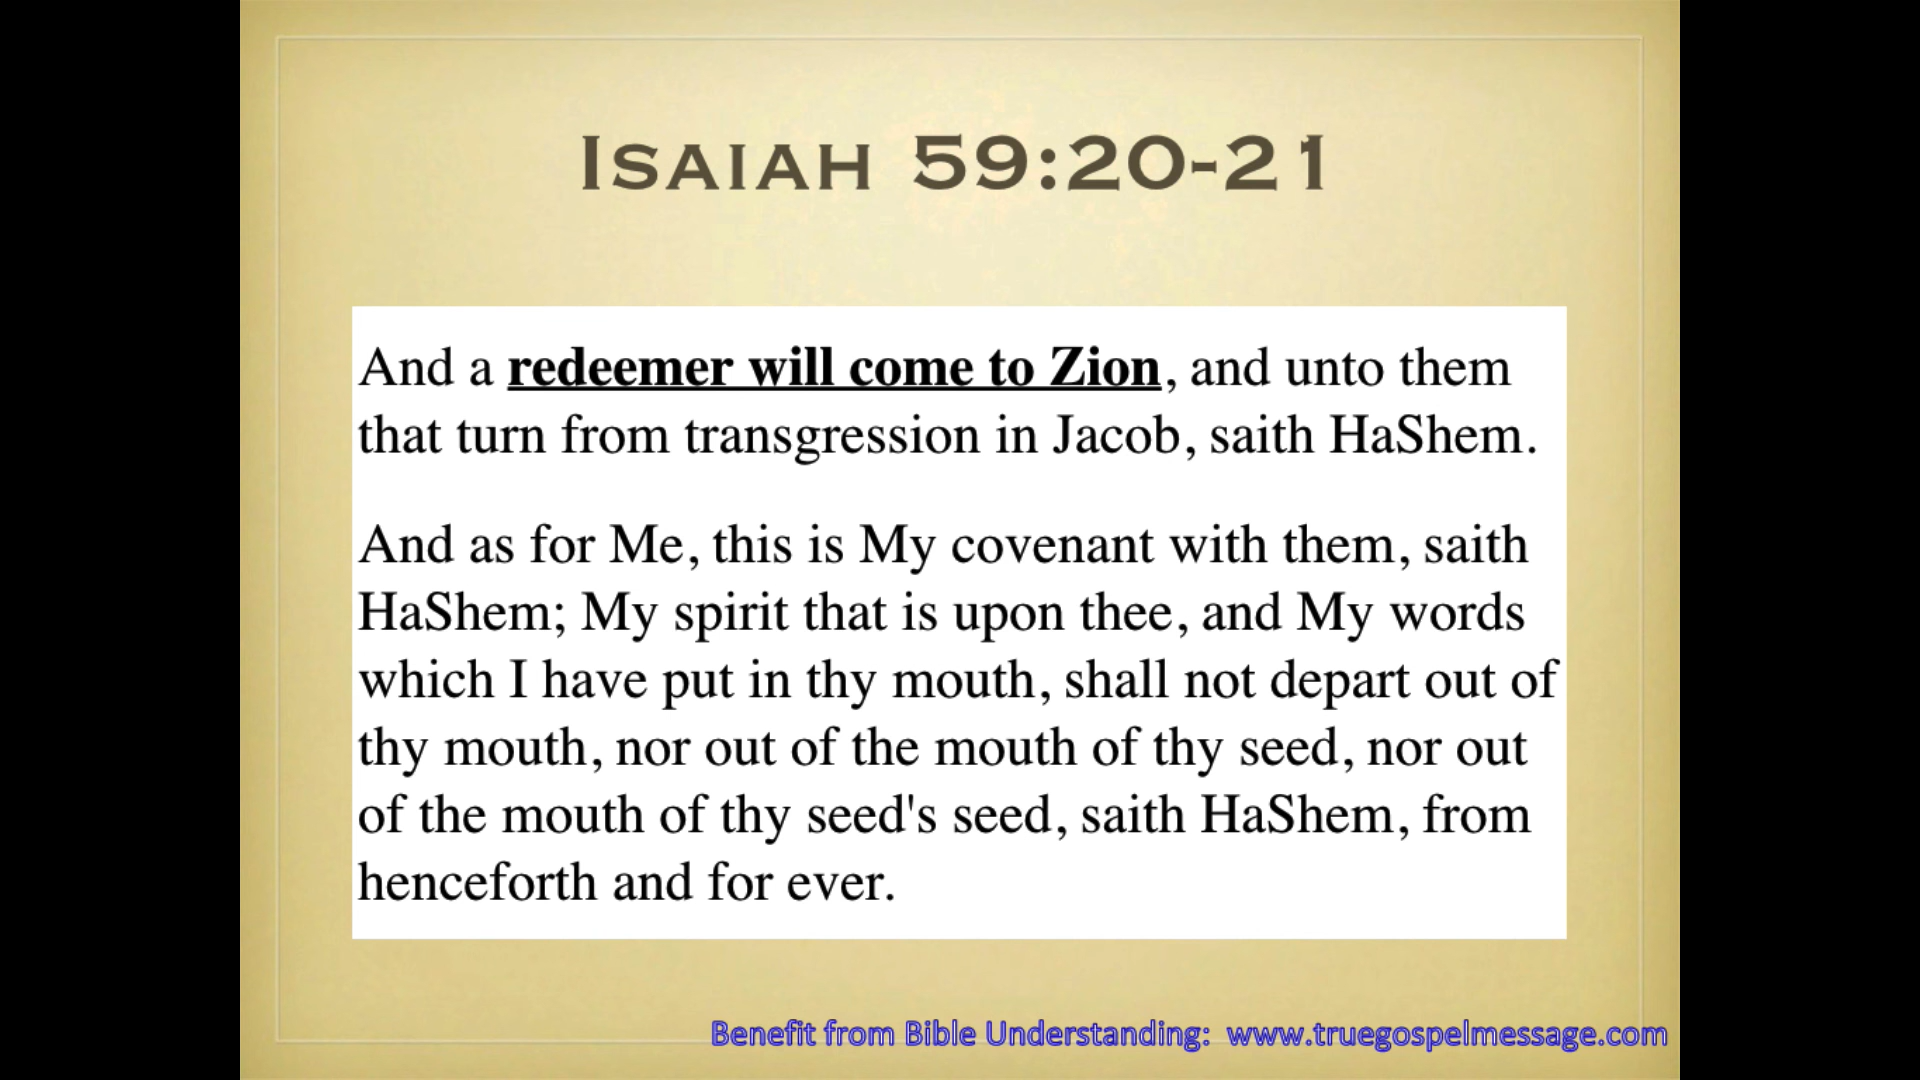 Isaiah 59:20-21
And a redeemer will come to Zion, and unto them
that turn from transgression in Jacob, saith HaShem.
And as for Me, this is My covenant with them, saith
HaShem; My spirit that is upon thee, and My words
which I have put in thy mouth, shall not depart out of
thy mouth, nor out of the mouth of thy seed, nor out
of the mouth of thy seed's seed, saith HaShem, from
henceforth and for ever.
Benefit from Bible Understanding: www.truegospelmessage.com